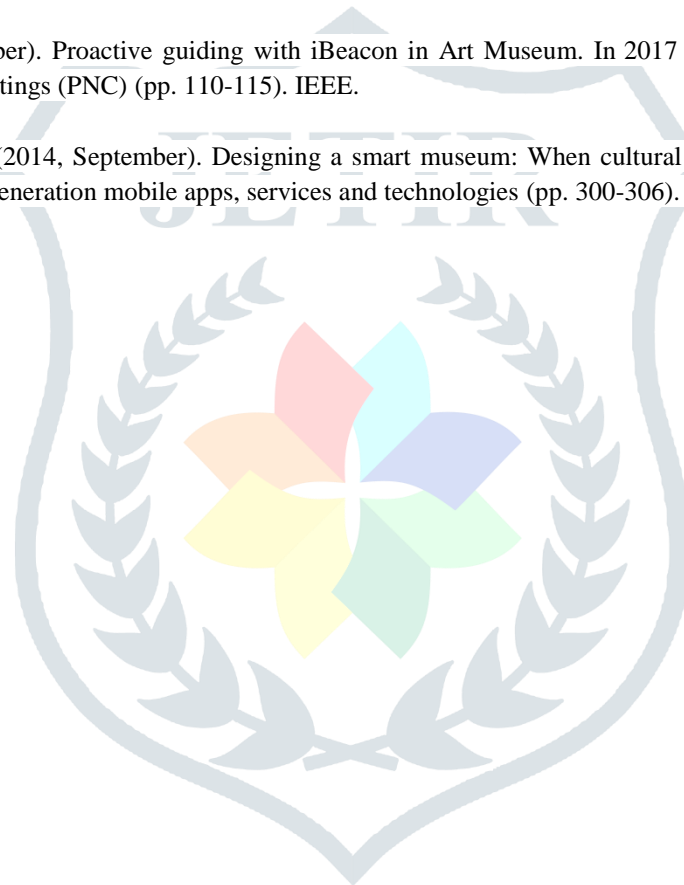 ber). Proactive guiding with iBeacon in Art Museum. In 2017
tings (PNC) (pp. 110-115). IEEE.
(2014, September). Designing a smart museum: When cultural
eneration mobile apps, services and technologies (pp. 300-306).
JETIR